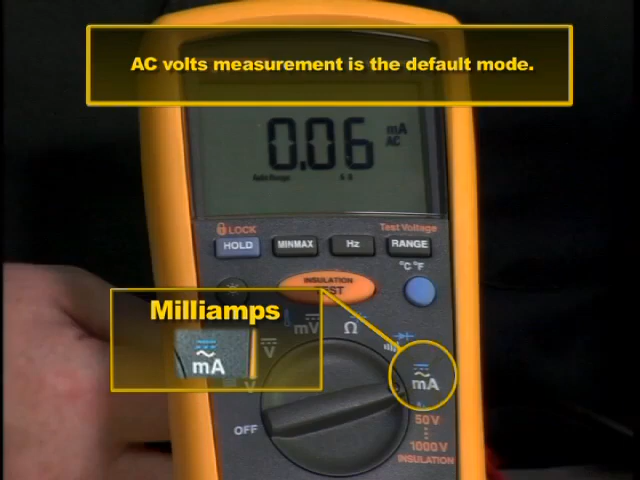 AC volts measurement is the default mode.
0.06 mA
AC
Auto Range
LOCK
Test Voltage
HOLD
MINMAX
Hz
RANGE
°C °F
INSULATION
TEST
Milliamps
mA
mV
Ω
V
mA
V
OFF
50V
1000V
INSULATION